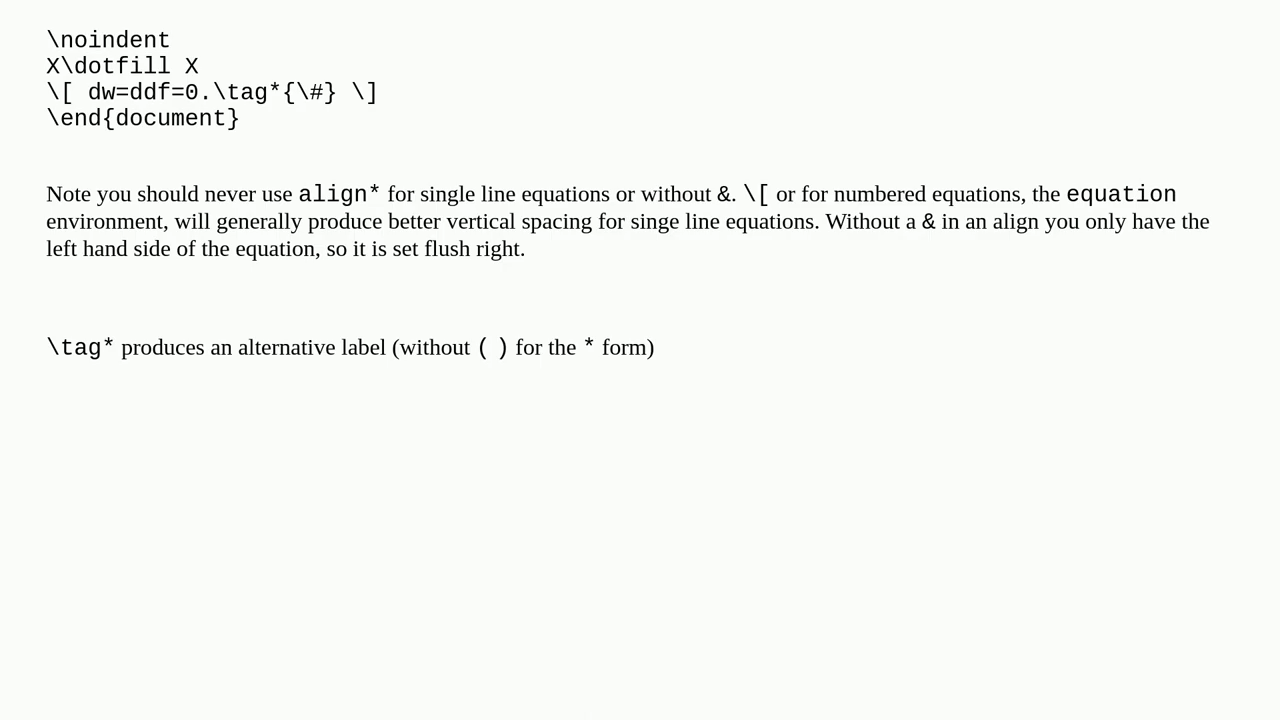 \noindent
X\dotfill X
\[ dw=ddf=0.\tag*{\#} \]
\end{document}
Note you should never use align* for single line equations or without &. \[ or for numbered equations, the equation
environment, will generally produce better vertical spacing for singe line equations. Without a & in an align you only have the
left hand side of the equation, so it is set flush right.
\tag* produces an alternative label (without ( ) for the * form)